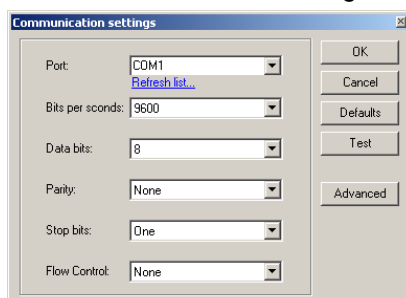 Communication settings
Port:
COM1
Refresh list...
Bits per sconds:
9600
Data bits:
8
Parity:
None
Stop bits:
One
Flow Control:
None
OK
Cancel
Defaults
Test
Advanced